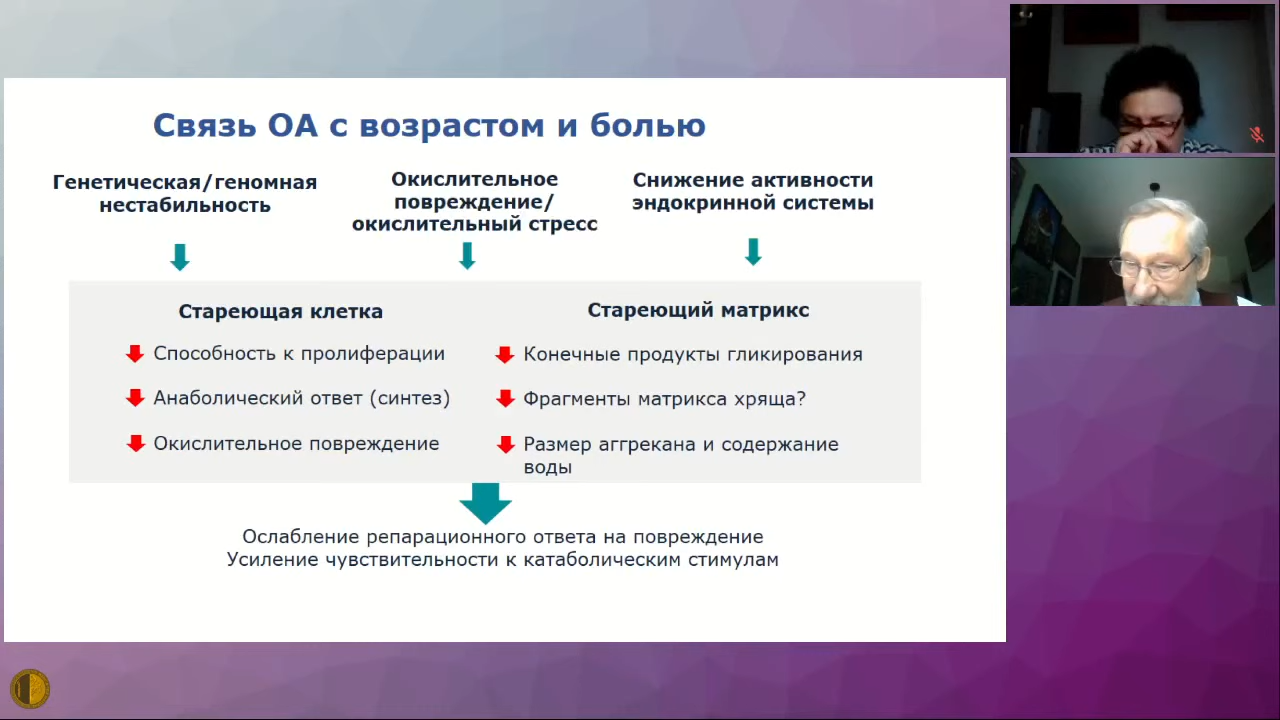 Связь ОА с возрастом и болью
Генетическая/геномная
нестабильность
Окислительное
повреждение/
окислительный стресс
Снижение активности
эндокринной системы
Стареющая клетка
Способность к пролиферации
Анаболический ответ (синтез)
Окислительное повреждение
Стареющий матрикс
Конечные продукты гликирования
Фрагменты матрикса хряща?
Размер аггрекана и содержание
воды
Ослабление репарационного ответа на повреждение
Усиление чувствительности к катаболическим стимулам